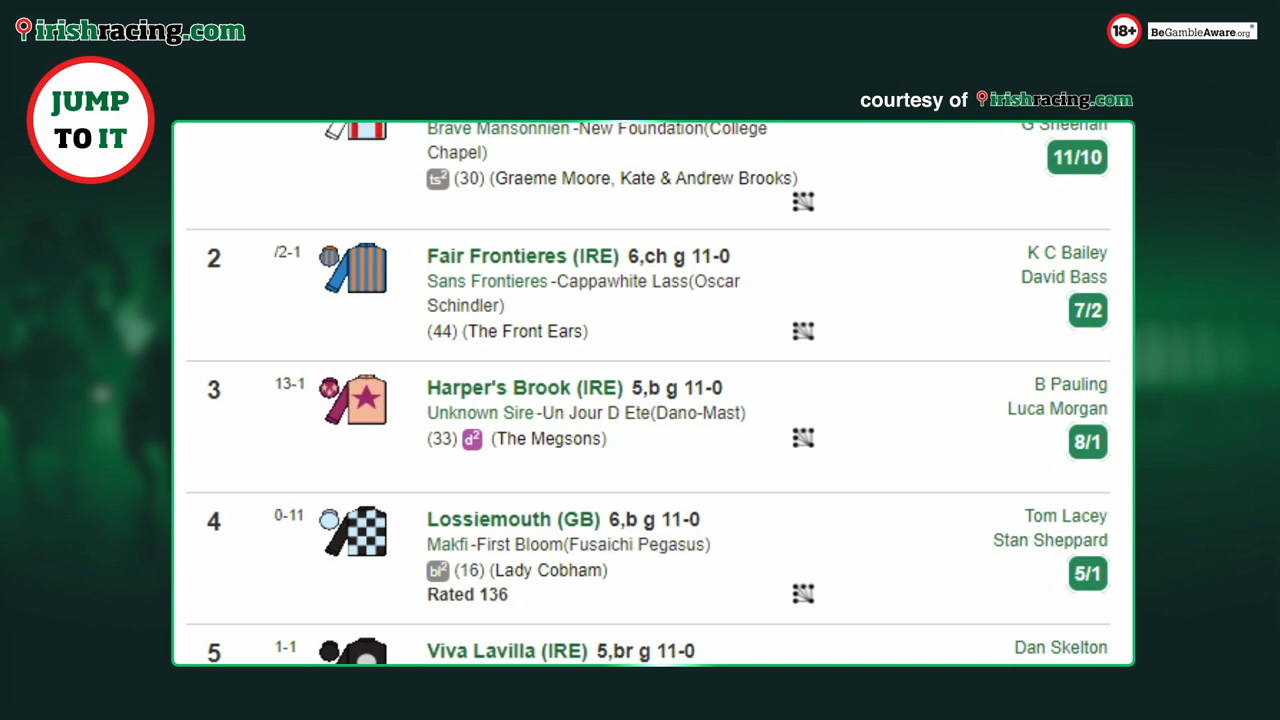 irishracing.com
18+
BeGambleAware.org®
JUMP
TO IT
courtesy of irishracing.com
Brave Mansonnien -New Foundation(College
Chapel)
ts² (30) (Graeme Moore, Kate & Andrew Brooks)
G Sheehan
11/10
2
/2-1
Fair Frontieres (IRE) 6,ch g 11-0
Sans Frontieres -Cappawhite Lass(Oscar
Schindler)
(44) (The Front Ears)
K C Bailey
David Bass
7/2
3
13-1
Harper's Brook (IRE) 5,b g 11-0
Unknown Sire -Un Jour D Ete(Dano-Mast)
(33) d² (The Megsons)
B Pauling
Luca Morgan
8/1
4
0-11
Lossiemouth (GB) 6,b g 11-0
Makfi -First Bloom(Fusaichi Pegasus)
bl² (16) (Lady Cobham)
Rated 136
Tom Lacey
Stan Sheppard
5/1
5
1-1
Viva Lavilla (IRE) 5,br g 11-0
Dan Skelton